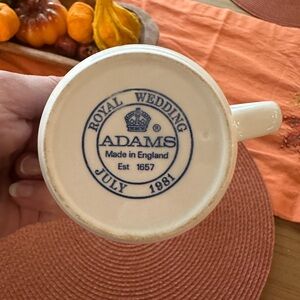 ROYAL WEDDING
®
ADAMS
Made in England
Est 1657
JULY 1981